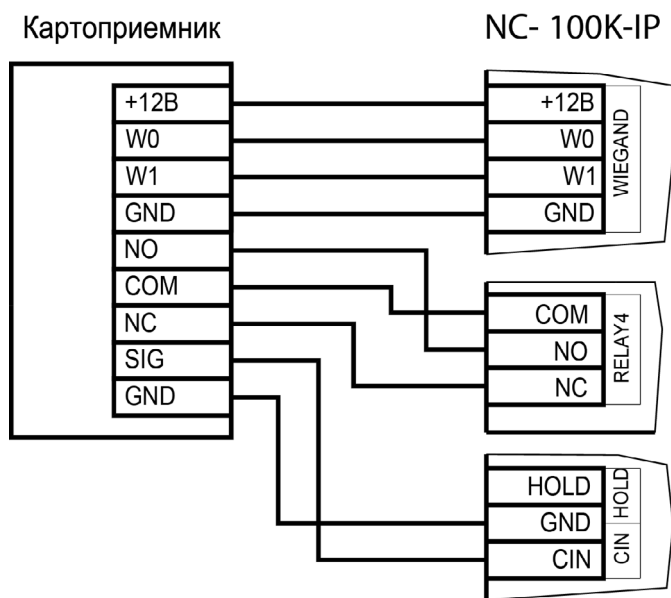 Картоприемник
NC- 100K-IP
+12В
W0
W1
GND
NO
COM
NC
SIG
GND
+12В
W0
W1
GND
WIEGAND
COM
NO
NC
RELAY4
HOLD
GND
CIN
HOLD
CIN